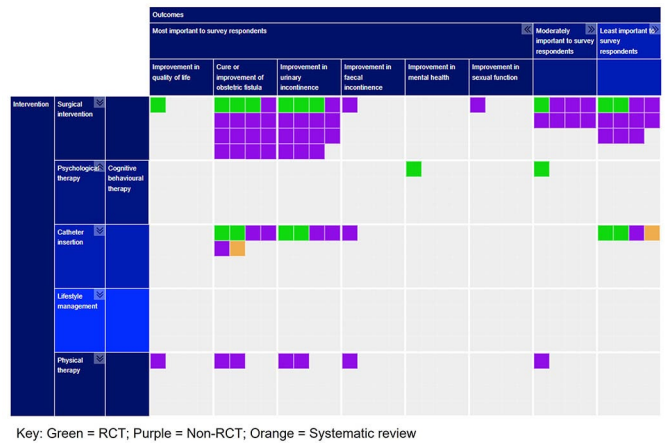 Outcomes
Most important to survey respondents
Moderately
important to survey
respondents
Least important to
survey
respondents
Improvement in
quality of life
Cure or
improvement of
obstetric fistula
Improvement in
urinary
incontinence
Improvement in
faecal
incontinence
Improvement in
mental health
Improvement in
sexual function
Intervention
Surgical
intervention
Psychological
therapy
Cognitive
behavioural
therapy
Catheter
insertion
Lifestyle
management
Physical
therapy
Key: Green = RCT; Purple = Non-RCT; Orange = Systematic review